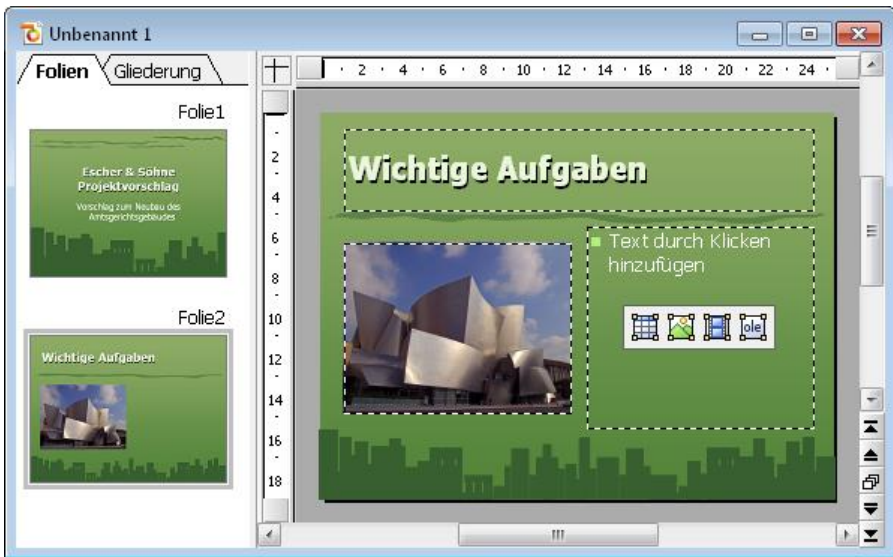 Unbenannt 1
Folien Gliederung
2 4 6 8 10 12 14 16 18 20 22 24
Folie1
Escher & Söhne
Projektvorschlag
Vorschlag zum Neubau des
Amtsgerichtsgebäudes
Folie2
Wichtige Aufgaben
2
4
6
8
10
12
14
16
18
Wichtige Aufgaben
Text durch Klicken
hinzufügen
ole